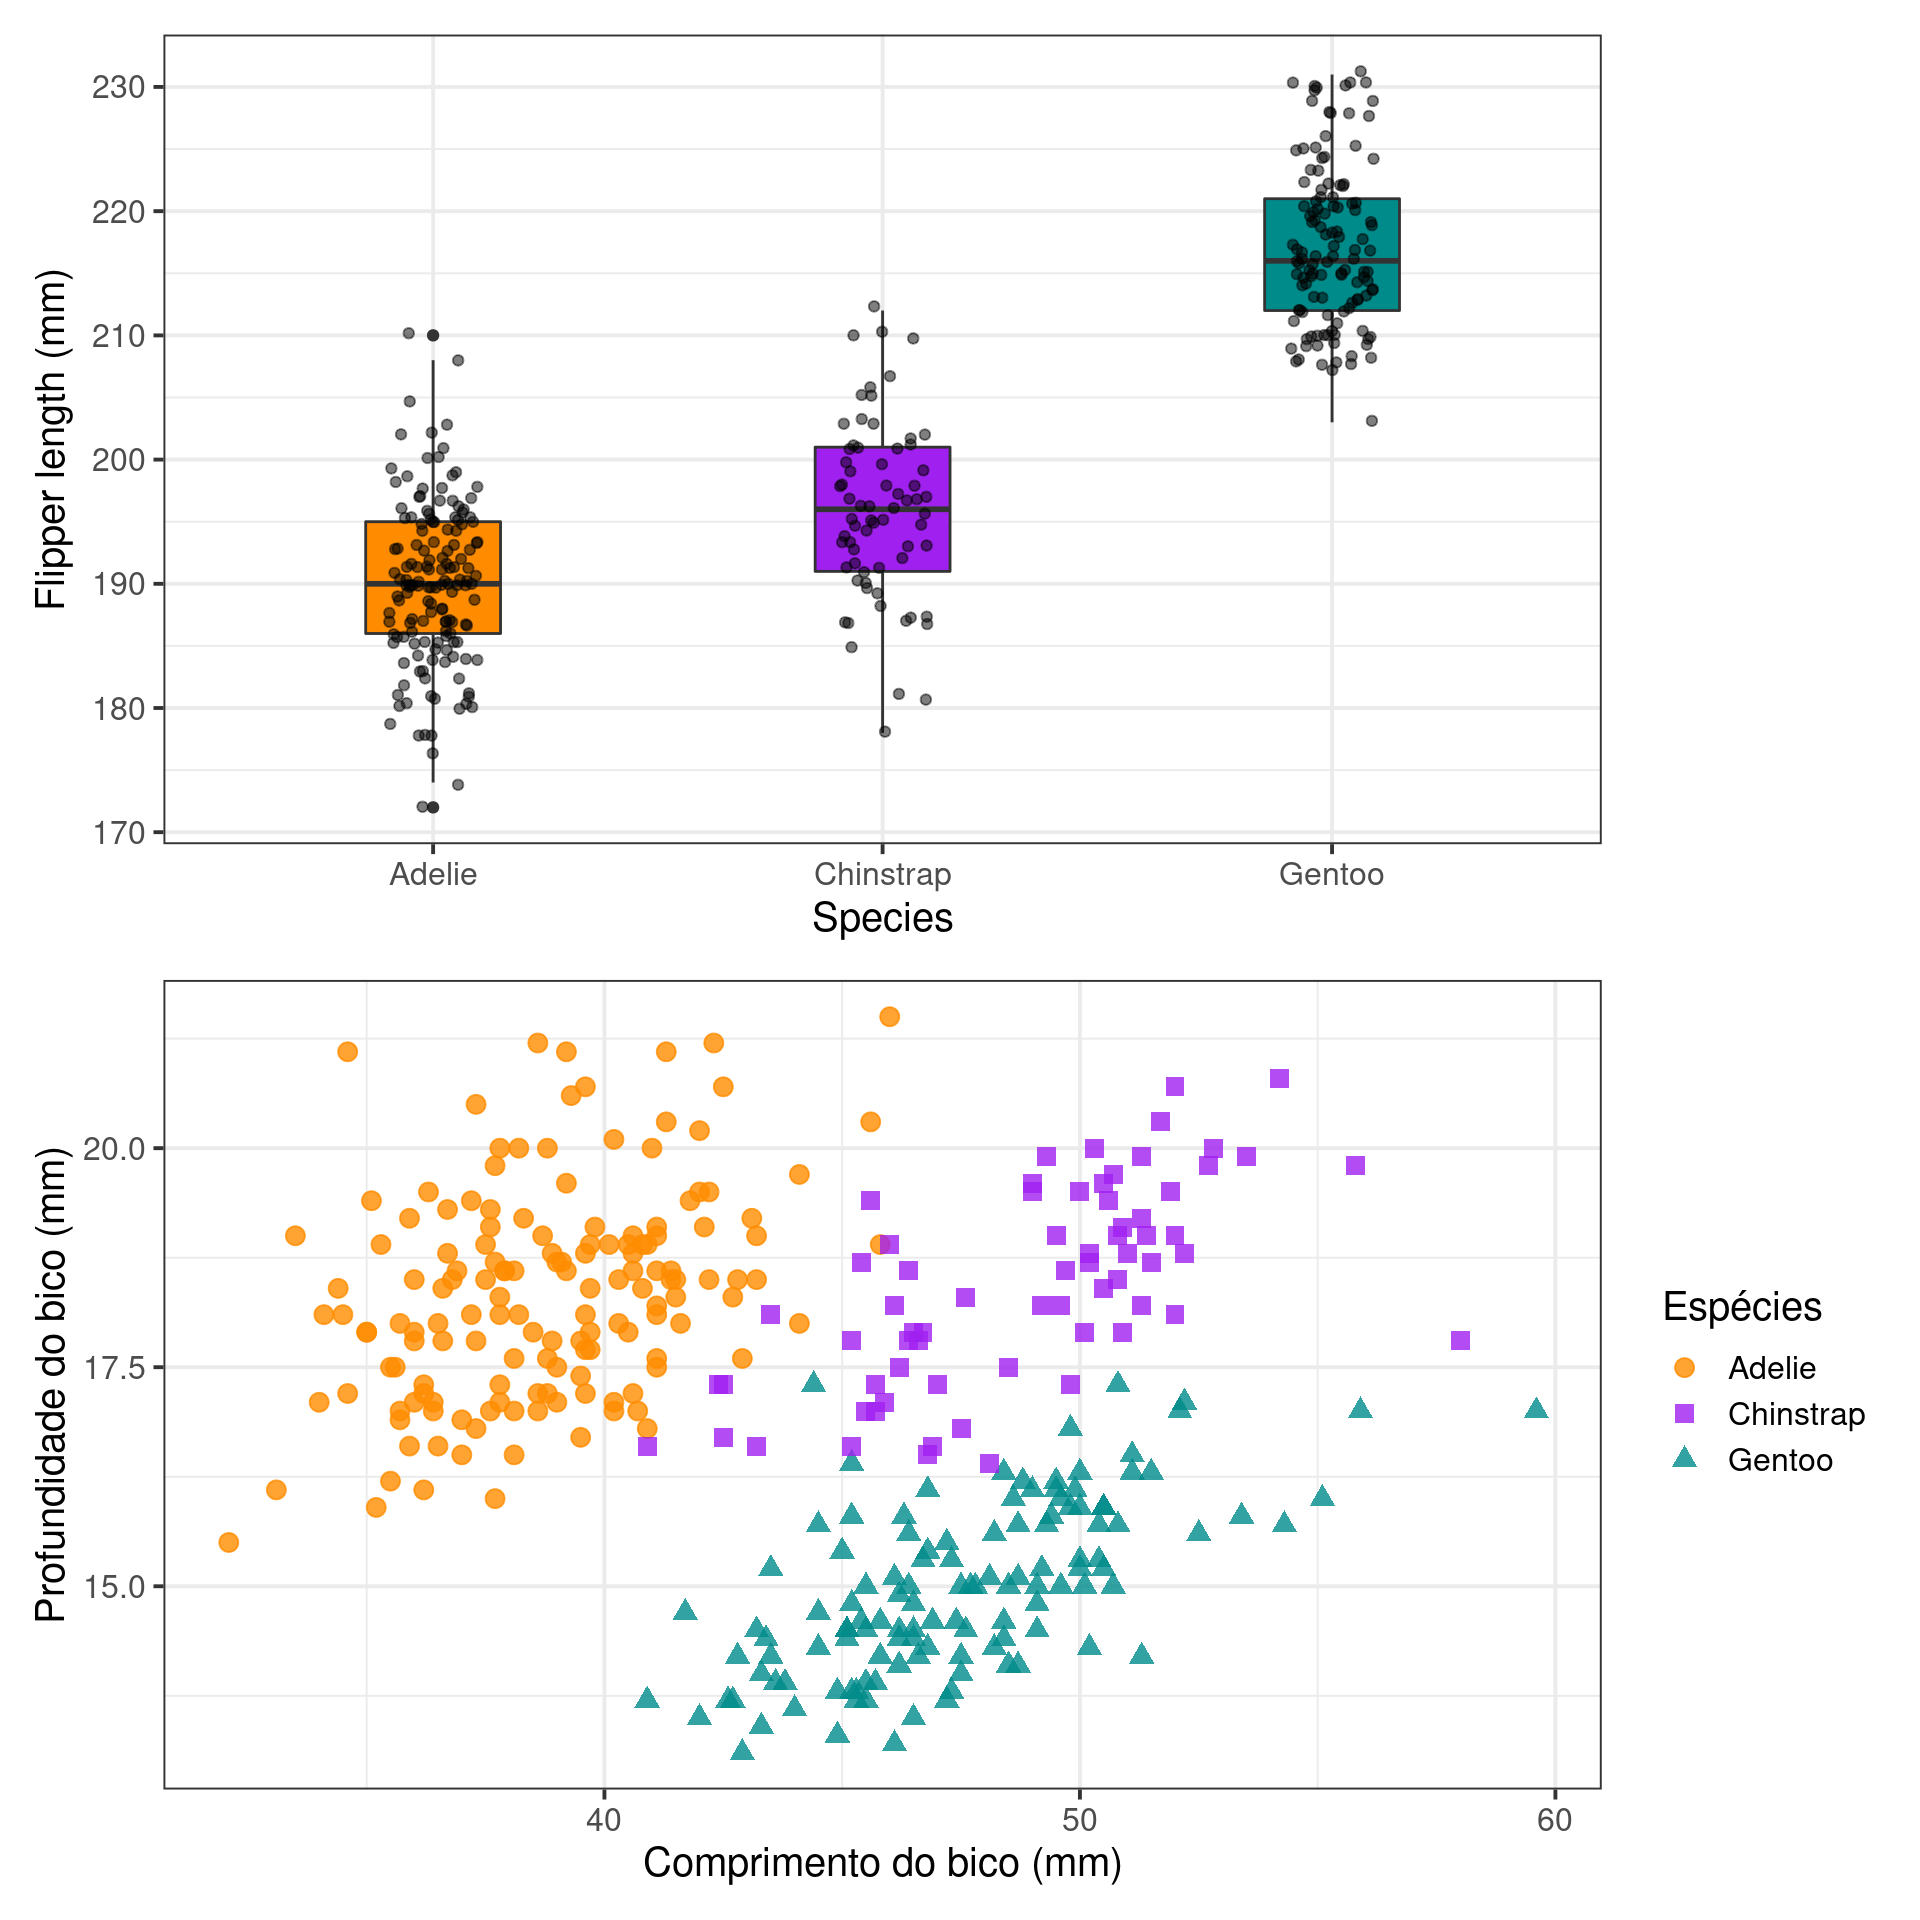 Flipper length (mm)
230
220
210
200
190
180
170
Adelie Chinstrap Gentoo
Species
Profundidade do bico (mm)
20.0
17.5
15.0
40 50 60
Comprimento do bico (mm)
Espécies
Adelie
Chinstrap
Gentoo